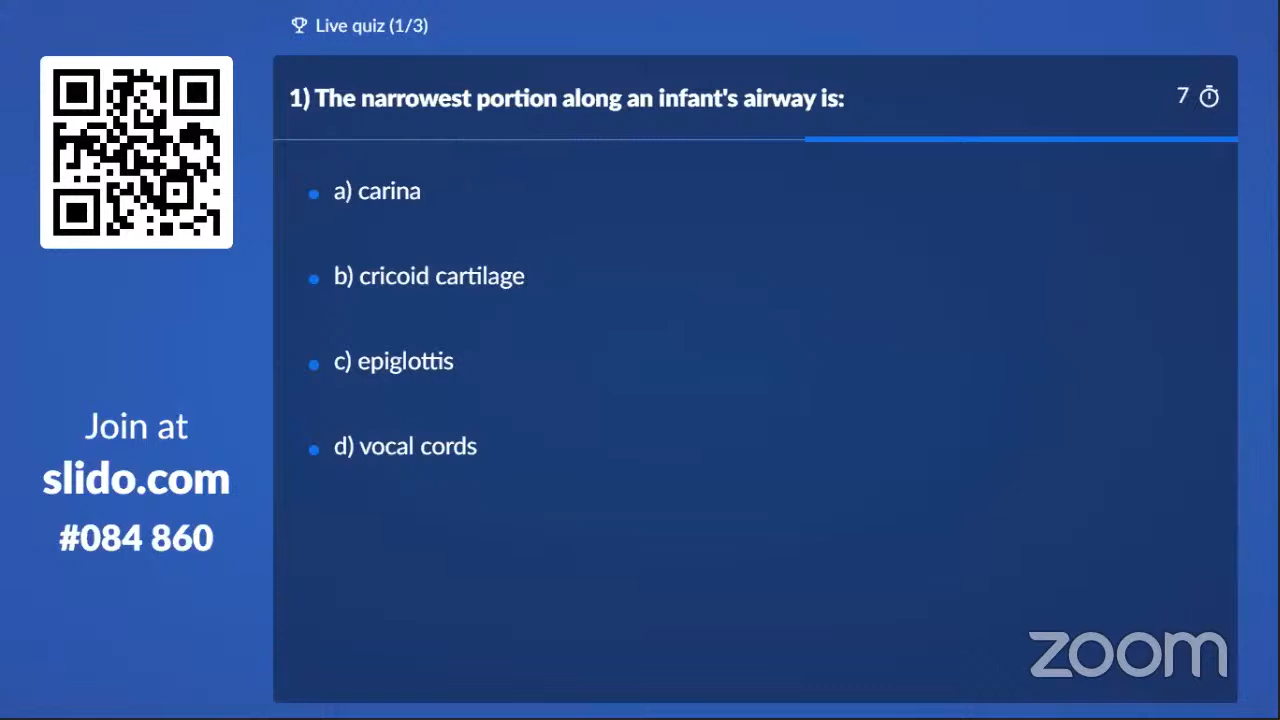 Live quiz (1/3)
1) The narrowest portion along an infant's airway is:
7
a) carina
b) cricoid cartilage
c) epiglottis
d) vocal cords
Join at
slido.com
#084 860
zoom